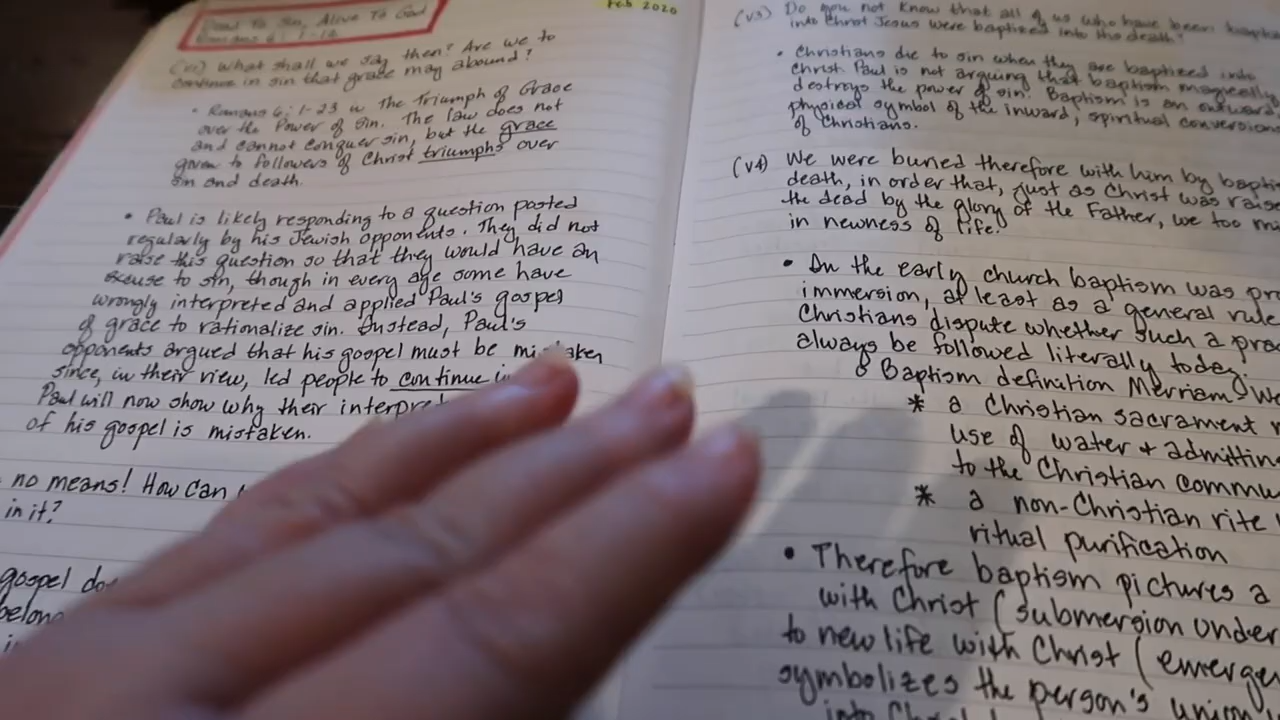 Dead To Sin, Alive To God
Romans 6: 1-14
Feb 2020
(v1) What shall we say then? Are we to
continue in sin that grace may abound?
• Romans 6:1-23 The Triumph of Grace
over the Power of Sin. The law does not
and cannot conquer sin, but the grace
given to followers of Christ triumphs over
sin and death.
• Paul is likely responding to a question posted
regularly by his Jewish opponents. They did not
raise this question so that they would have an
excuse to sin, though in every age some have
wrongly interpreted and applied Paul's gospel
of grace to rationalize sin. Instead, Paul's
opponents argued that his gospel must be mistaken
since, in their view, led people to continue
Paul will now show why their
of his gospel is mistaken.
no means! How can
in it?
gospel
(v3) Do you not know that all of us who have been
into Christ Jesus were baptized into his death?
• Christians die to sin when they are baptized into
Christ. Paul is not arguing that baptism magically
destroys the power of sin. Baptism is an outward,
physical symbol of the inward, spiritual conversion
of Christians.
(v4) We were buried therefore with him by
death, in order that, just as Christ was
the dead by the glory of the Father, we too
in newness of life.
• In the early church baptism was
immersion, at least as a general rule
Christians dispute whether such a
always be followed literally today.
Baptism definition Merriam
* a Christian sacrament
use of water + admitting
to the Christian
* a non-Christian rite
ritual purification
• Therefore baptism pictures a
with Christ (submersion under
to new life with Christ (
symbolizes the person's union
into